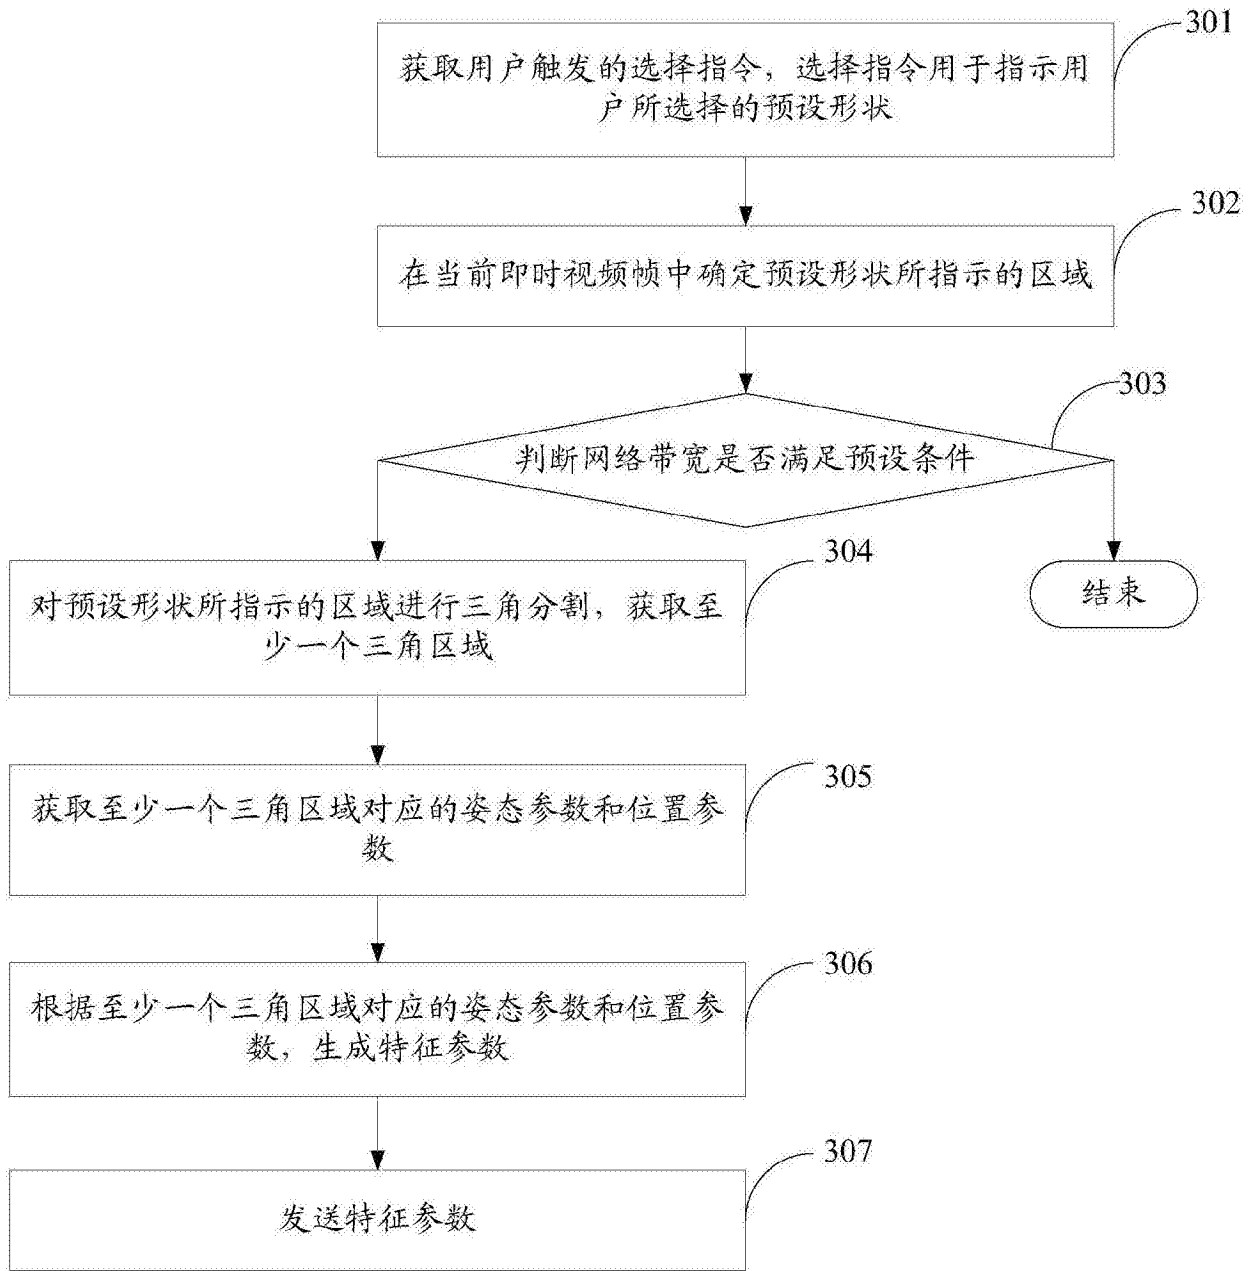 301
获取用户触发的选择指令，选择指令用于指示用
户所选择的预设形状
302
在当前即时视频帧中确定预设形状所指示的区域
303
判断网络带宽是否满足预设条件
304
对预设形状所指示的区域进行三角分割，获取至
少一个三角区域
结束
305
获取至少一个三角区域对应的姿态参数和位置参
数
306
根据至少一个三角区域对应的姿态参数和位置参
数，生成特征参数
307
发送特征参数